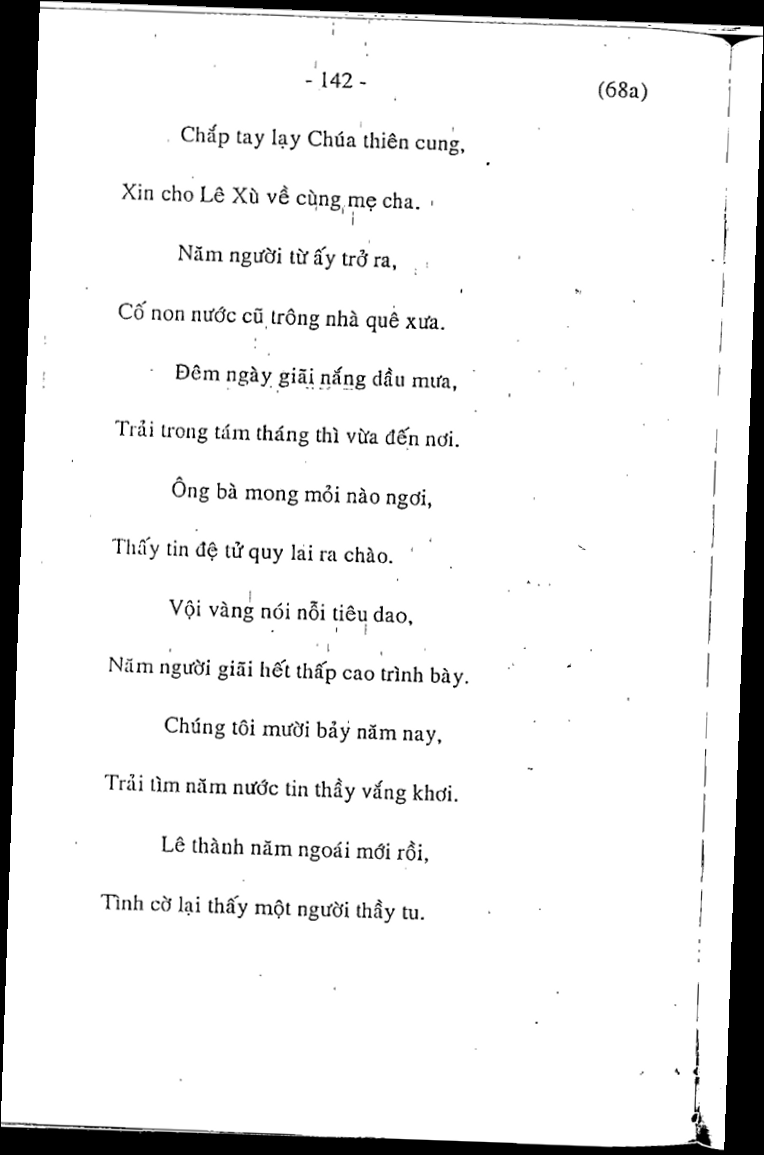 - 142 -
(68a)
Chắp tay lạy Chúa thiên cung,
Xin cho Lê Xù về cùng mẹ cha.
Năm người từ ấy trở ra,
Cố non nước cũ trông nhà quê xưa.
Đêm ngày giãi nắng dầu mưa,
Trải trong tám tháng thì vừa đến nơi.
Ông bà mong mỏi nào ngơi,
Thấy tin đệ tử quy lai ra chào.
Vội vàng nói nỗi tiêu dao,
Năm người giãi hết thấp cao trình bày.
Chúng tôi mười bảy năm nay,
Trải tìm năm nước tin thầy vắng khơi.
Lê thành năm ngoái mới rồi,
Tình cờ lại thấy một người thầy tu.